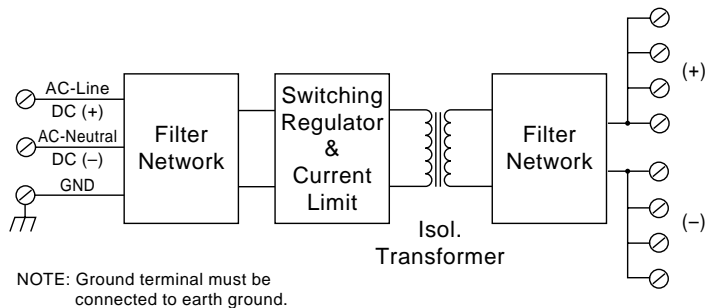 AC-Line
DC (+)
AC-Neutral
DC (–)
GND
Filter
Network
Switching
Regulator
&
Current
Limit
Isol.
Transformer
Filter
Network
(+)
(–)
NOTE: Ground terminal must be
connected to earth ground.